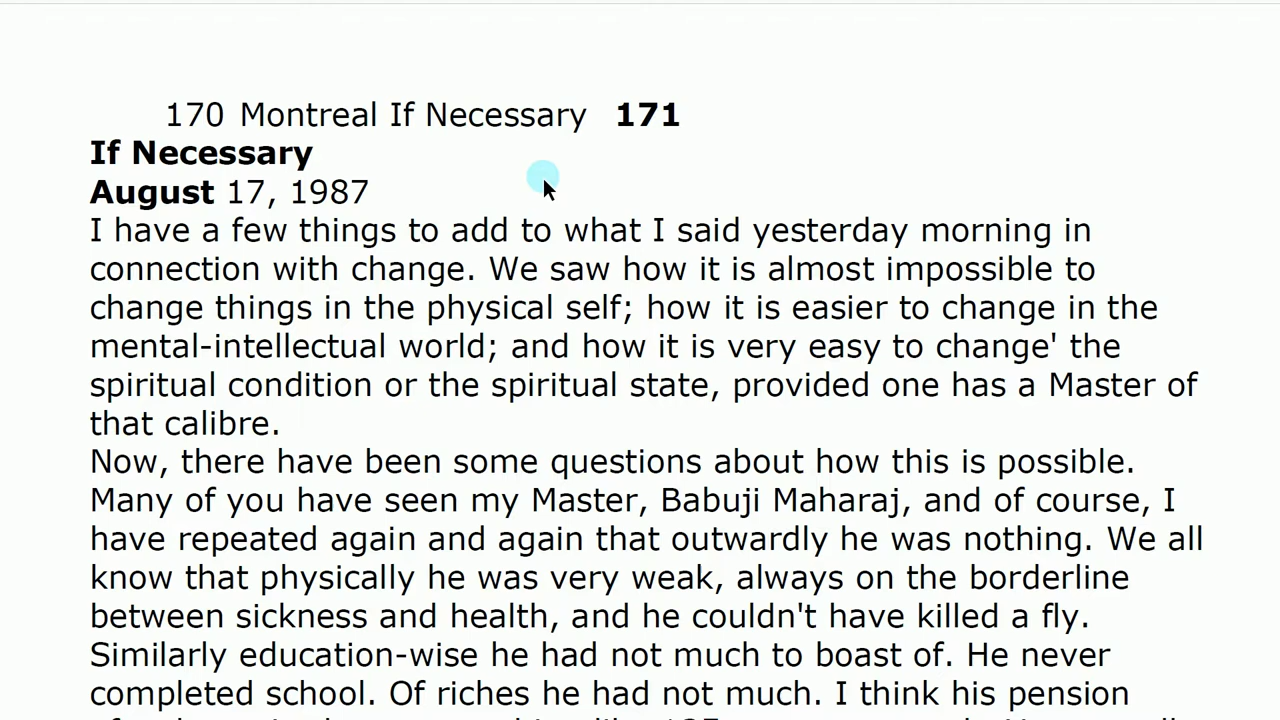 170 Montreal If Necessary 171
If Necessary
August 17, 1987
I have a few things to add to what I said yesterday morning in
connection with change. We saw how it is almost impossible to
change things in the physical self; how it is easier to change in the
mental-intellectual world; and how it is very easy to change' the
spiritual condition or the spiritual state, provided one has a Master of
that calibre.
Now, there have been some questions about how this is possible.
Many of you have seen my Master, Babuji Maharaj, and of course, I
have repeated again and again that outwardly he was nothing. We all
know that physically he was very weak, always on the borderline
between sickness and health, and he couldn't have killed a fly.
Similarly education-wise he had not much to boast of. He never
completed school. Of riches he had not much. I think his pension